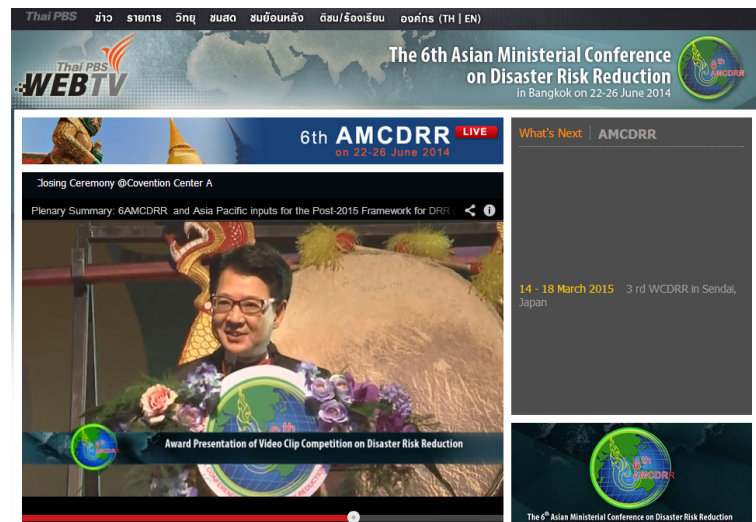 Thai PBS ข่าว รายการ วิทยุ ชมสด ชมย้อนหลัง ติชม/ร้องเรียน องค์กร (TH | EN)
Thai PBS
WEBTV
The 6th Asian Ministerial Conference
on Disaster Risk Reduction
in Bangkok on 22-26 June 2014
6th
AMCDRR
6th AMCDRR LIVE
on 22-26 June 2014
What's Next AMCDRR
Closing Ceremony @Covention Center A
Plenary Summary: 6AMCDRR and Asia Pacific inputs for the Post-2015 Framework for DRR
14 - 18 March 2015 3 rd WCDRR in Sendai,
Japan
6th
AMCDRR
Award Presentation of Video Clip Competition on Disaster Risk Reduction
6th
AMCDRR
The 6th Asian Ministerial Conference on Disaster Risk Reduction